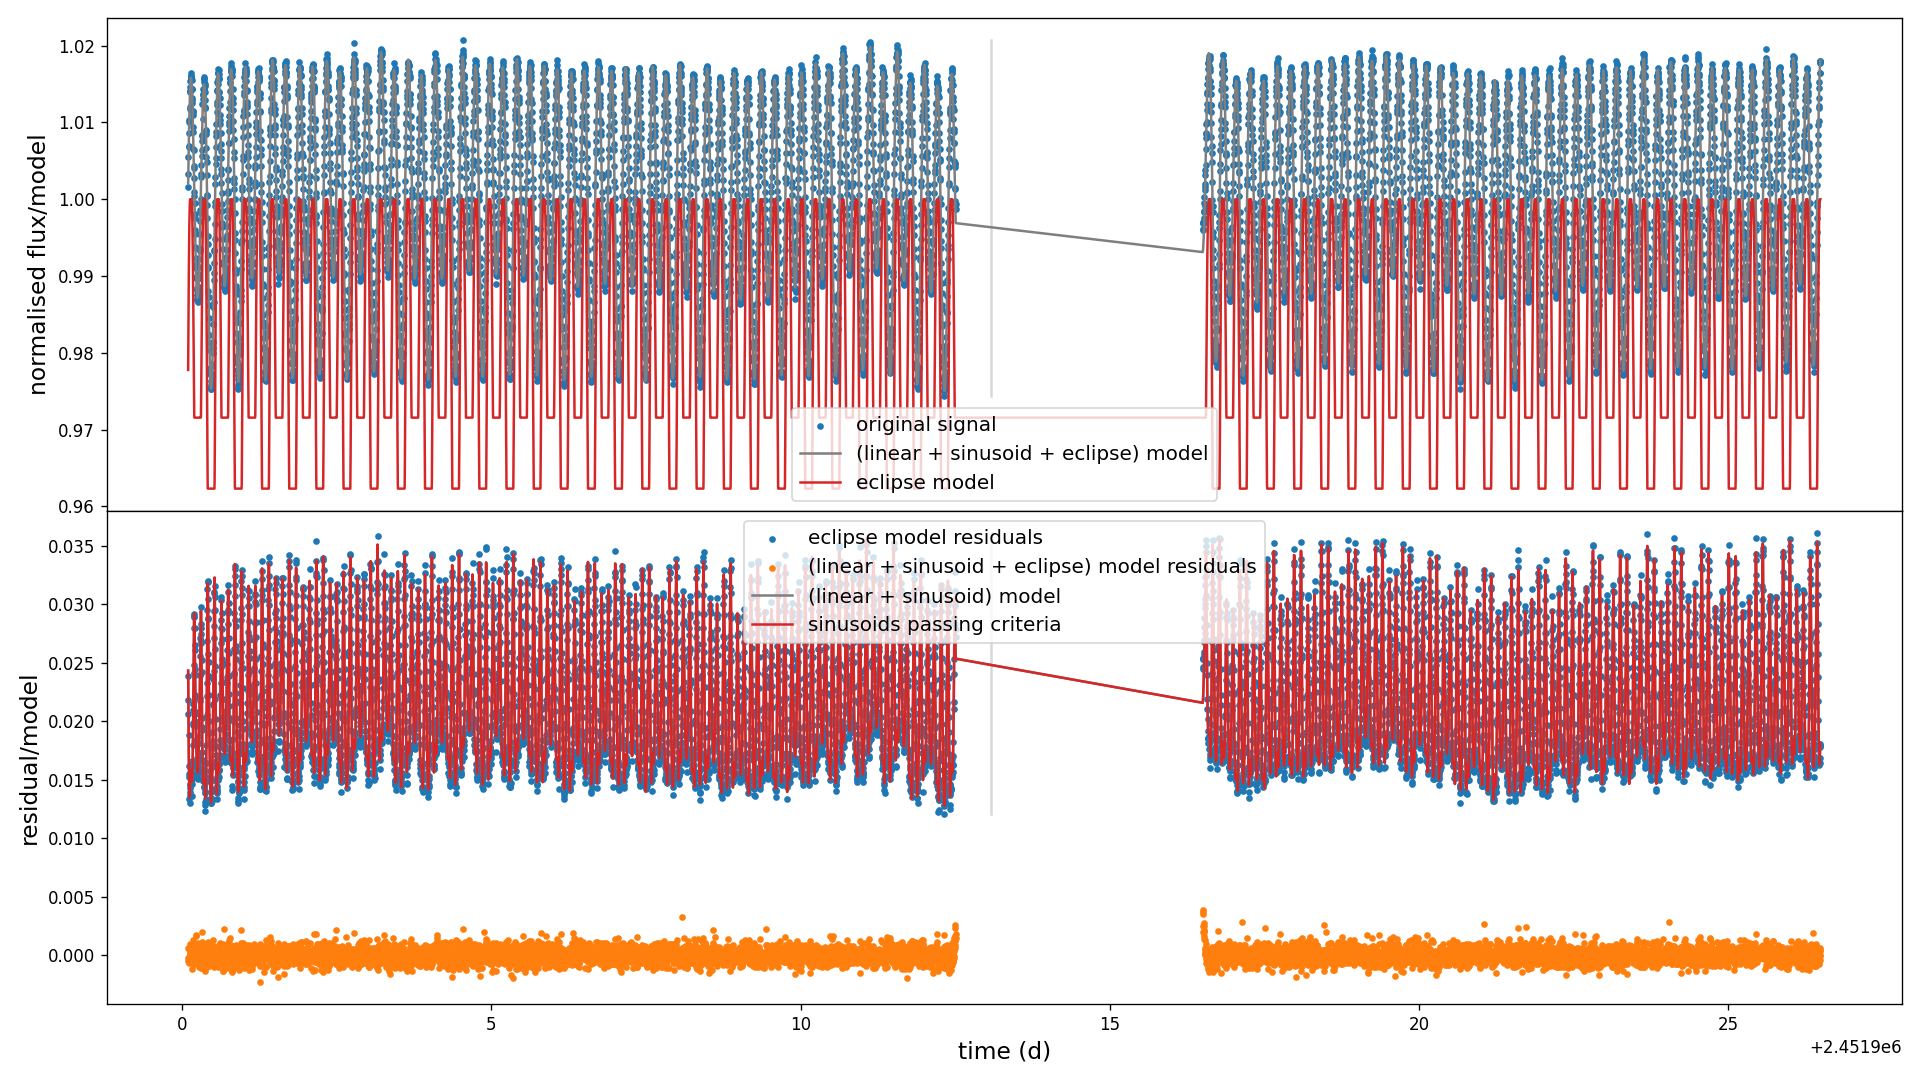 normalised flux/model
1.02
1.01
1.00
0.99
0.98
0.97
0.96
original signal
(linear + sinusoid + eclipse) model
eclipse model
residual/model
0.035
0.030
0.025
0.020
0.015
0.010
0.005
0.000
eclipse model residuals
(linear + sinusoid + eclipse) model residuals
(linear + sinusoid) model
sinusoids passing criteria
0 5 10 15 20 25
time (d)
+2.4519e6